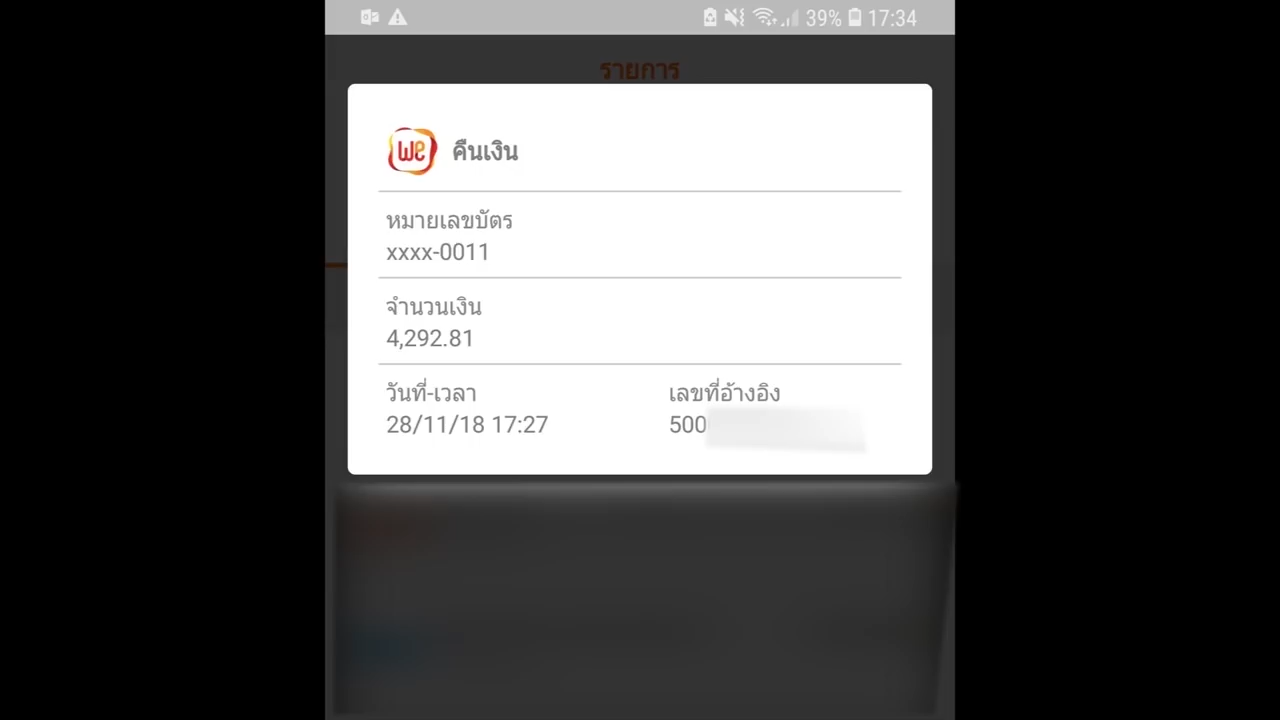 39% 17:34
รายการ
we คืนเงิน
หมายเลขบัตร
xxxx-0011
จำนวนเงิน
4,292.81
วันที่-เวลา เลขที่อ้างอิง
28/11/18 17:27 500